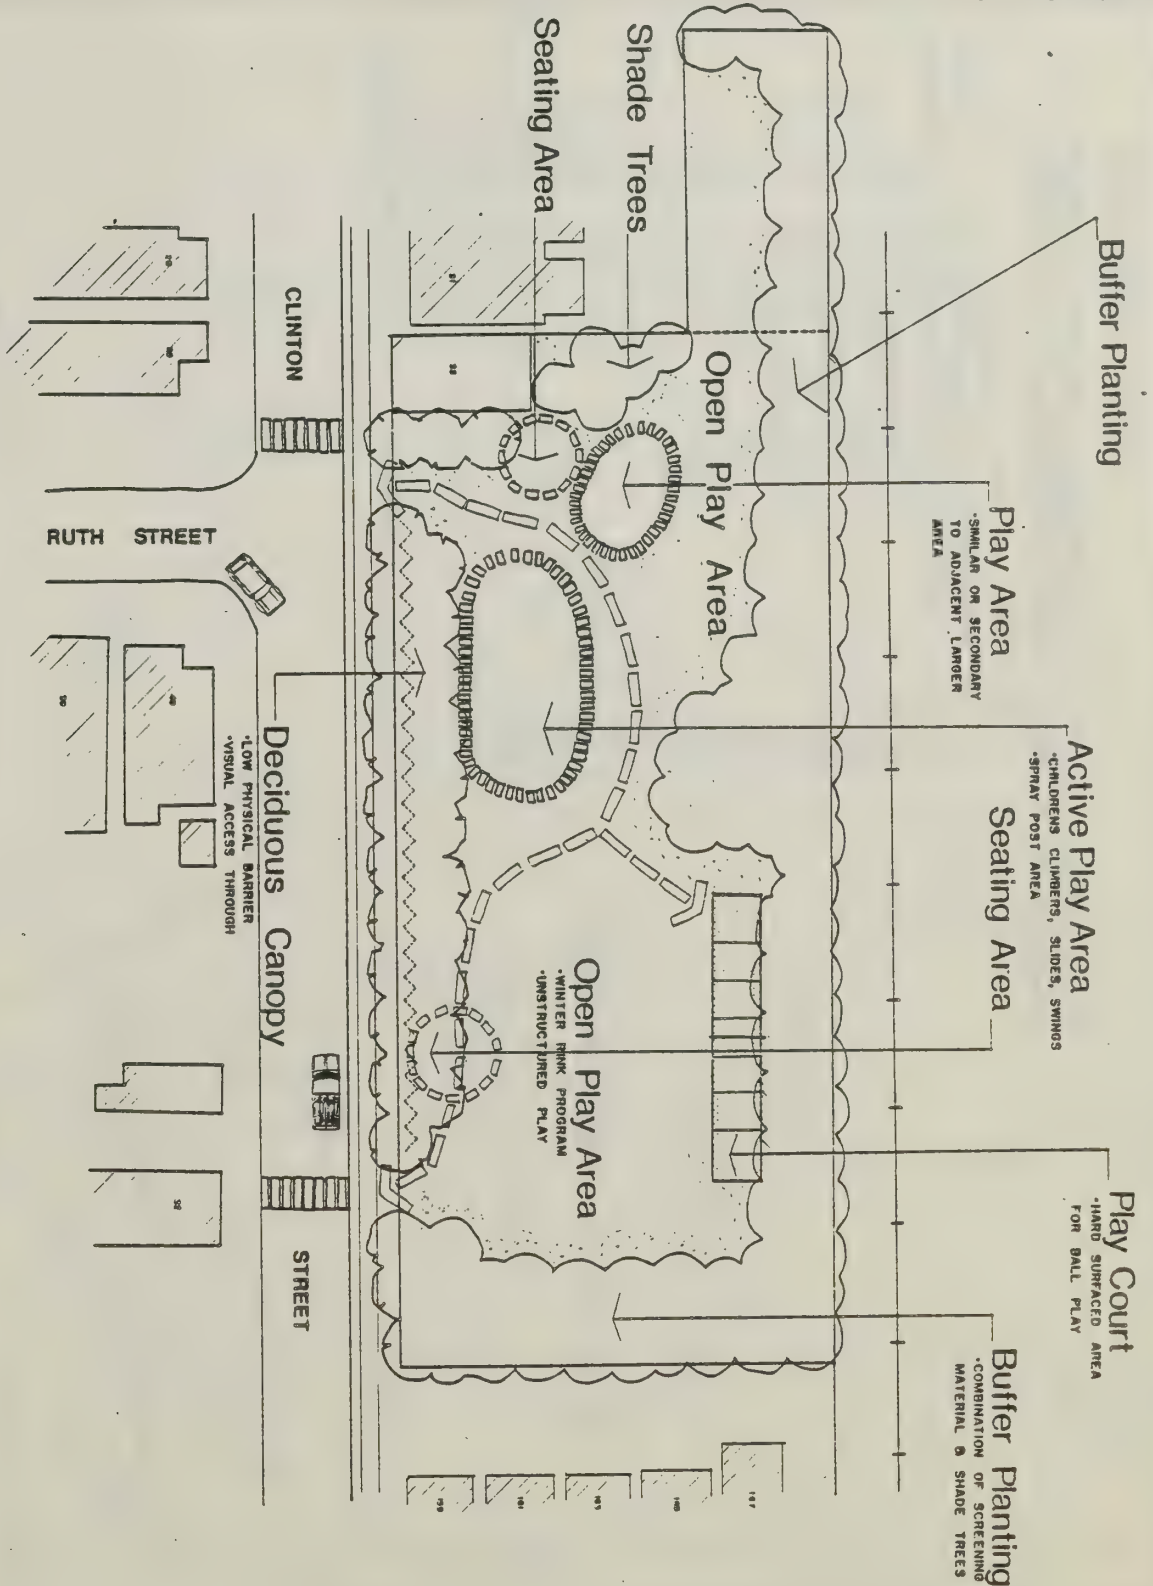 Buffer Planting
Play Area
•SIMILAR OR SECONDARY
TO ADJACENT LARGER
AREA
Active Play Area
•CHILDRENS CLIMBERS, SLIDES, SWINGS
•SPRAY POST AREA
Seating Area
Play Court
•HARD SURFACED AREA
FOR BALL PLAY
Buffer Planting
•COMBINATION OF SCREENING
MATERIAL & SHADE TREES
Shade Trees
Seating Area
Open Play Area
Open Play Area
•WINTER RINK PROGRAM
•UNSTRUCTURED PLAY
Deciduous Canopy
•LOW PHYSICAL BARRIER
•VISUAL ACCESS THROUGH
CLINTON
STREET
RUTH STREET
167
159